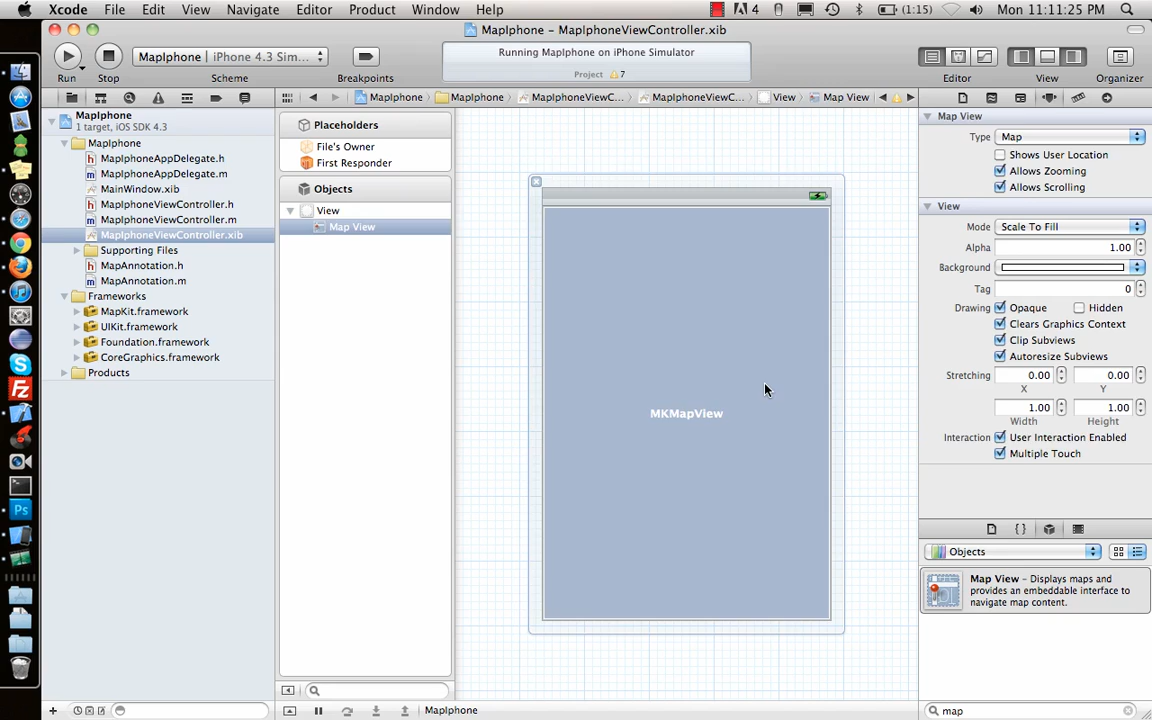 Xcode File Edit View Navigate Editor Product Window Help
4 (1:15) Mon 11:11:25 PM
MapIphone – MapIphoneViewController.xib
MapIphone | iPhone 4.3 Sim...
Running MapIphone on iPhone Simulator
Project 7
Run Stop Scheme Breakpoints Editor View Organizer
MapIphone MapIphone MapIphoneViewC... MapIphoneViewC... View Map View
MapIphone
1 target, iOS SDK 4.3
MapIphone
MapIphoneAppDelegate.h
MapIphoneAppDelegate.m
MainWindow.xib
MapIphoneViewController.h
MapIphoneViewController.m
MapIphoneViewController.xib
Supporting Files
MapAnnotation.h
MapAnnotation.m
Frameworks
MapKit.framework
UIKit.framework
Foundation.framework
CoreGraphics.framework
Products
Placeholders
File's Owner
First Responder
Objects
View
Map View
MKMapView
Map View
Type Map
Shows User Location
Allows Zooming
Allows Scrolling
View
Mode Scale To Fill
Alpha 1.00
Background
Tag 0
Drawing Opaque Hidden
Clears Graphics Context
Clip Subviews
Autoresize Subviews
Stretching 0.00 0.00
X Y
1.00 1.00
Width Height
Interaction User Interaction Enabled
Multiple Touch
Objects
Map View – Displays maps and
provides an embeddable interface to
navigate map content.
MapIphone
map